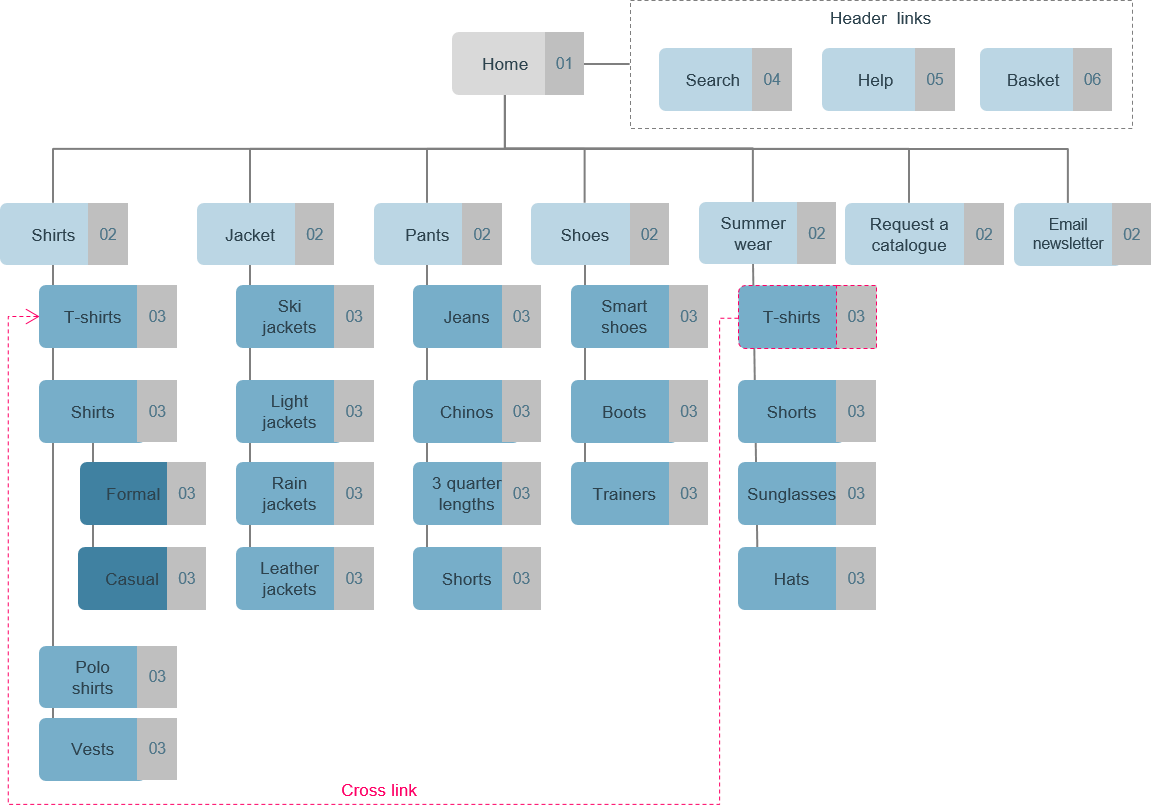 Header links
Home 01
Search 04
Help 05
Basket 06
Shirts 02
Jacket 02
Pants 02
Shoes 02
Summer
wear 02
Request a
catalogue 02
Email
newsletter 02
T-shirts 03
Shirts 03
Formal 03
Casual 03
Polo
shirts 03
Vests 03
Ski
jackets 03
Light
jackets 03
Rain
jackets 03
Leather
jackets 03
Jeans 03
Chinos 03
3 quarter
lengths 03
Shorts 03
Smart
shoes 03
Boots 03
Trainers 03
T-shirts 03
Shorts 03
Sunglasses 03
Hats 03
Cross link